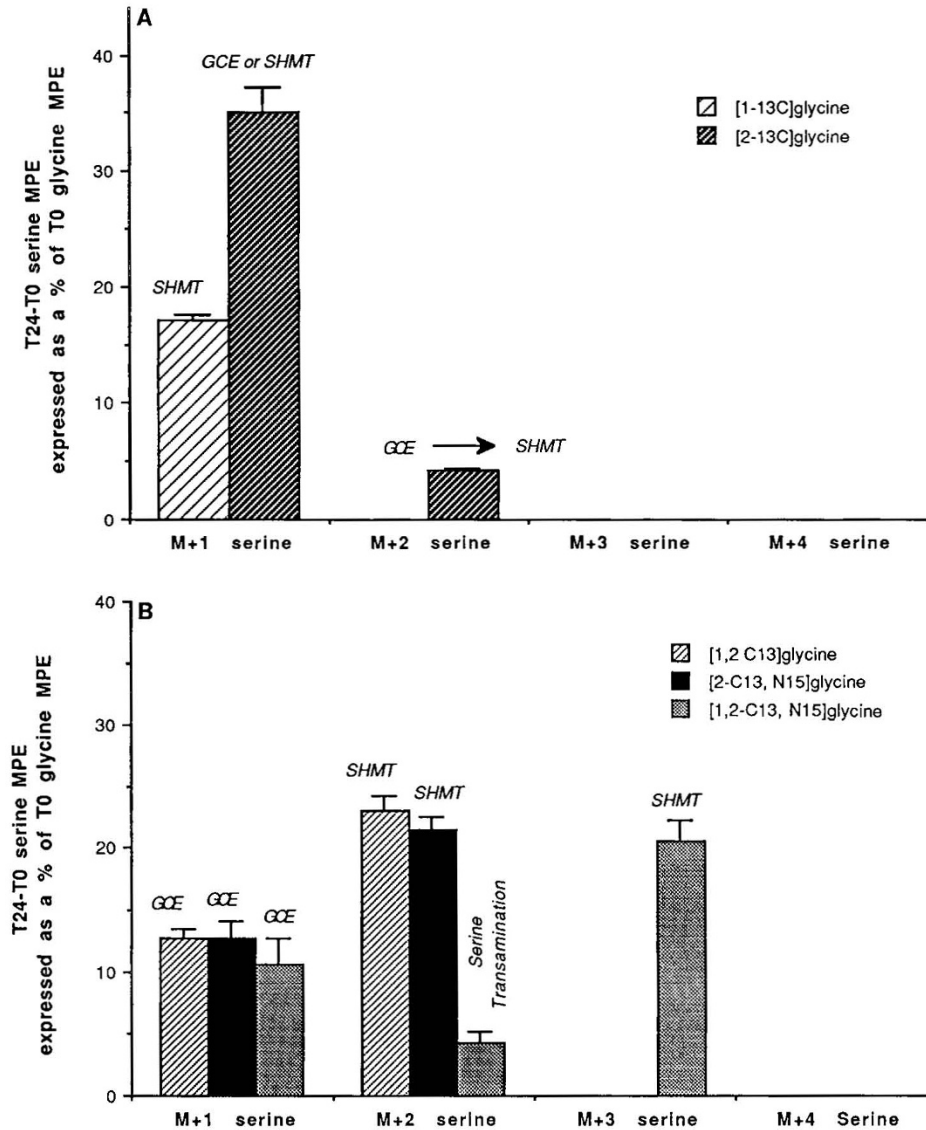 A
T24-T0 serine MPE
expressed as a % of T0 glycine MPE
40
30
20
10
0
GCE or SHMT
SHMT
GCE → SHMT
[1-13C]glycine
[2-13C]glycine
M+1 serine
M+2 serine
M+3 serine
M+4 serine
B
T24-T0 serine MPE
expressed as a % of T0 glycine MPE
40
30
20
10
0
[1,2 C13]glycine
[2-C13, N15]glycine
[1,2-C13, N15]glycine
SHMT
SHMT
SHMT
GCE
GCE
GCE
Serine
Transamination
M+1 serine
M+2 serine
M+3 serine
M+4 Serine